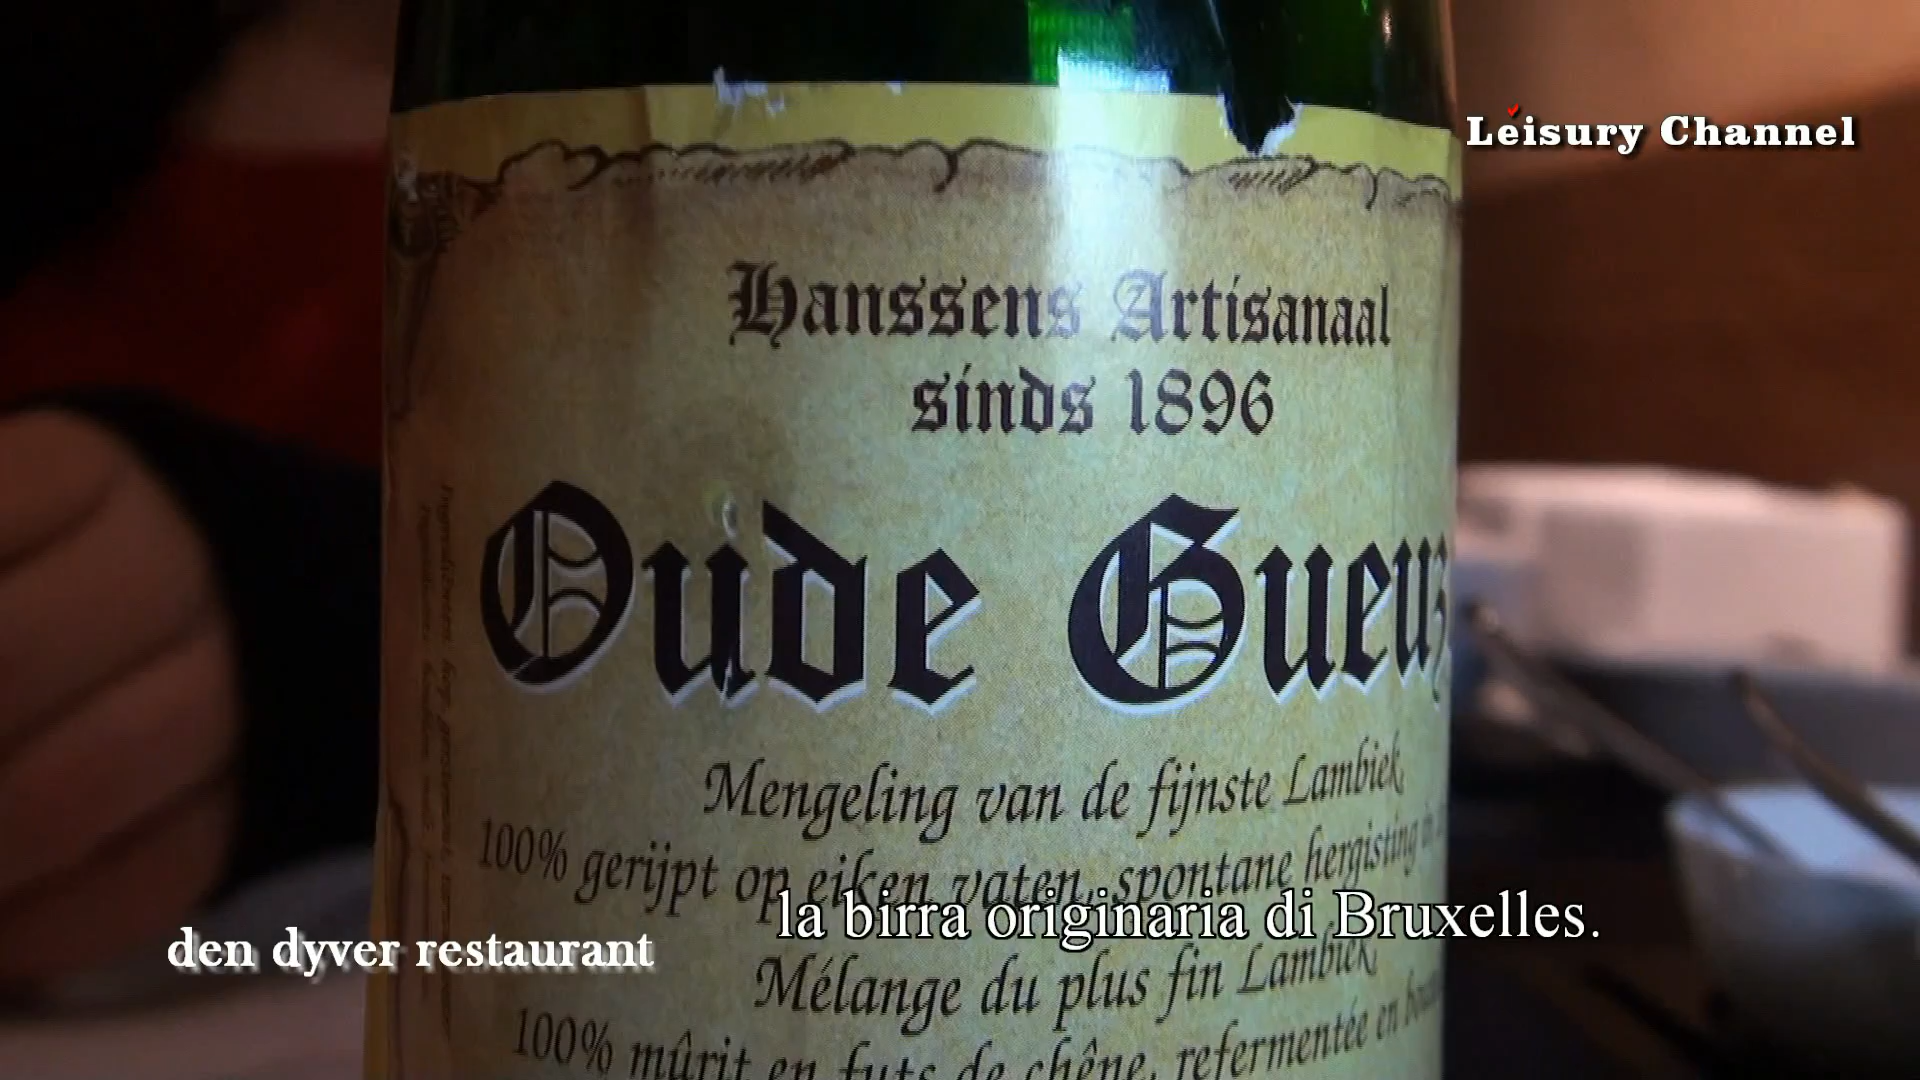 Leisury Channel
Hanssens Artisanaal
sinds 1896
Oude Gueuz
Mengeling van de fijnste Lambiek,
100% gerijpt op eiken vaten, spontane hergisting
la birra originaria di Bruxelles.
den dyver restaurant
Mélange du plus fin Lambiek,
100% mûrit en futs de chêne, refermentée en